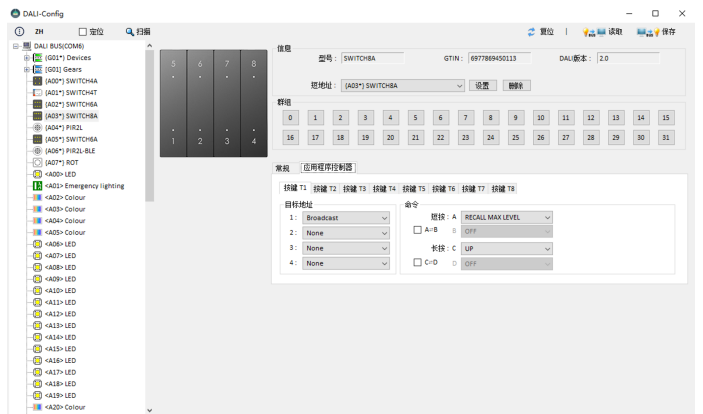 DALI-Config
ZH 定位 扫描 复位 | 读取 保存
DALI BUS(COM6)
(G01*) Devices
[G01] Gears
(A00*) SWITCH4A
(A01*) SWITCH4T
(A02*) SWITCH6A
(A03*) SWITCH8A
(A04*) PIR2L
(A05*) SWITCH6A
(A06*) PIR2L-BLE
(A07*) ROT
<A00> LED
<A01> Emergency lighting
<A02> Colour
<A03> Colour
<A04> Colour
<A05> Colour
<A06> LED
<A07> LED
<A08> LED
<A09> LED
<A10> LED
<A11> LED
<A12> LED
<A13> LED
<A14> LED
<A15> LED
<A16> LED
<A17> LED
<A18> LED
<A19> LED
<A20> Colour
5 6 7 8
1 2 3 4
信息
型号: SWITCH8A GTIN: 6977869450113 DALI版本: 2.0
短地址: (A03*) SWITCH8A 设置 删除
群组
0 1 2 3 4 5 6 7 8 9 10 11 12 13 14 15
16 17 18 19 20 21 22 23 24 25 26 27 28 29 30 31
常规 应用程序控制器
按键 T1 按键 T2 按键 T3 按键 T4 按键 T5 按键 T6 按键 T7 按键 T8
目标地址
1: Broadcast
2: None
3: None
4: None
命令
短按: A RECALL MAX LEVEL
A=B B OFF
长按: C UP
C=D D OFF